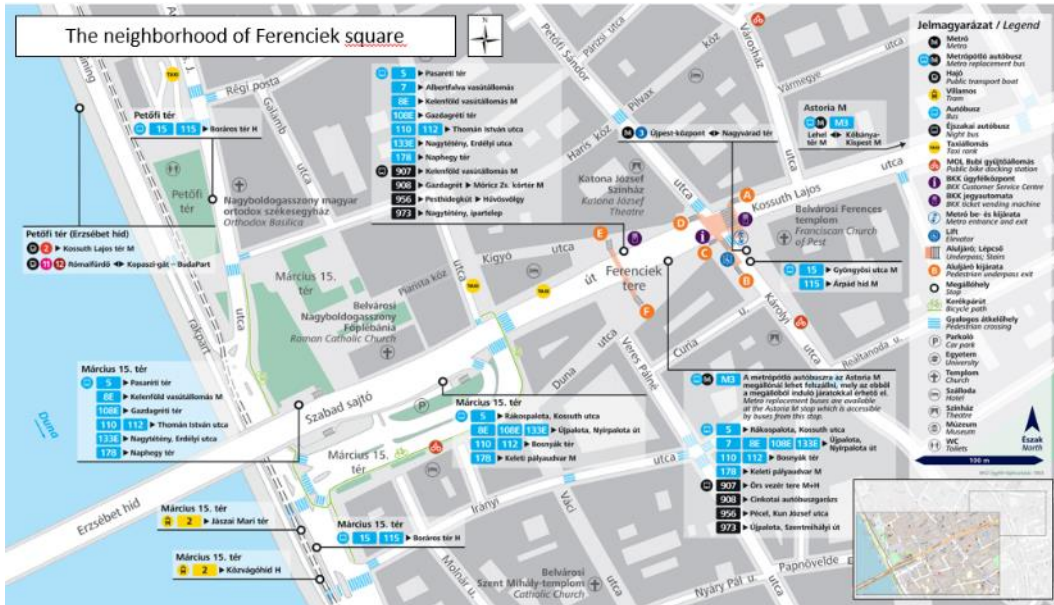 The neighborhood of Ferenciek square
N
Petőfi tér
15 115 ▶ Boráros tér H
Petőfi tér (Erzsébet híd)
2 ▶ Kossuth Lajos tér M
11 12 Rómaifürdő ◀▶ Kopaszi-gát – BudaPart
5 ▶ Pasaréti tér
7 ▶ Albertfalva vasútállomás
8E ▶ Kelenföld vasútállomás M
108E ▶ Gazdagréti tér
110 112 ▶ Thomán István utca
133E ▶ Nagytétény, Erdélyi utca
178 ▶ Naphegy tér
907 ▶ Kelenföld vasútállomás M
908 ▶ Gazdagrét ▶ Móricz Zs. körtér M
956 ▶ Pesthidegkút ▶ Hűvösvölgy
973 ▶ Nagytétény, ipartelep
M 3 Újpest-központ ◀▶ Nagyvárad tér
Astoria M
M M3
Lehel tér M ◀▶ Kőbánya-Kispest M
15 ▶ Gyöngyösi utca M
115 ▶ Árpád híd M
Március 15. tér
5 ▶ Pasaréti tér
8E ▶ Kelenföld vasútállomás M
108E ▶ Gazdagréti tér
110 112 ▶ Thomán István utca
133E ▶ Nagytétény, Erdélyi utca
178 ▶ Naphegy tér
Március 15. tér
5 ▶ Rákospalota, Kossuth utca
8E 108E 133E ▶ Újpalota, Nyírpalota út
110 112 ▶ Bosnyák tér
178 ▶ Keleti pályaudvar M
M M3 A metrópótló autóbuszra az Astoria M
megállónál lehet felszállni, mely az ebből
a megállóból induló járatokkal érhető el.
Metro replacement buses are available
at the Astoria M stop which is accessible
by buses from this stop.
5 ▶ Rákospalota, Kossuth utca
7 8E 108E 133E ▶ Újpalota, Nyírpalota út
110 112 ▶ Bosnyák tér
178 ▶ Keleti pályaudvar M
907 ▶ Örs vezér tere M+H
908 ▶ Cinkotai autóbuszgarázs
956 ▶ Pécel, Kun József utca
973 ▶ Újpalota, Szentmihályi út
Március 15. tér
2 ▶ Jászai Mari tér
Március 15. tér
15 115 ▶ Boráros tér H
Március 15. tér
2 ▶ Közvágóhíd H
Régi posta
Galamb
utca
TAXI
Petőfi
tér
Nagyboldogasszony magyar
ortodox székesegyház
Orthodox Basilica
Március 15.
tér
Piarista köz
Belvárosi
Nagyboldogasszony
Főplébánia
Roman Catholic Church
Kígyó
utca
út
Szabad sajtó
Március 15.
tér
rakpart
Duna
Erzsébet híd
Irányi
utca
Váci
utca
Molnár u.
Belvárosi
Szent Mihály-templom
Catholic Church
Nyáry Pál u.
Papnövelde
Veres Pálné
Duna
utca
Curia
u.
Ferenciek
tere
Károlyi
u.
Reáltanoda u.
Kossuth Lajos
utca
Belvárosi Ferences
templom
Franciscan Church
of Pest
Katona József
Színház
Katona József
Theatre
Haris köz
Pilvax
köz
Petőfi Sándor
utca
Párizsi utca
Városház
utca
Vármegye
utca
A
B
C
D
E
F
Jelmagyarázat / Legend
Metró
Metro
Metrópótló autóbusz
Metro replacement bus
Hajó
Public transport boat
Villamos
Tram
Autóbusz
Bus
Éjszakai autóbusz
Night bus
Taxiállomás
Taxi rank
MOL Bubi gyűjtőállomás
Public bike docking station
BKK ügyfélközpont
BKK Customer Service Centre
BKK jegyautomata
BKK ticket vending machine
Metró be- és kijárata
Metro entrance and exit
Lift
Elevator
Aluljáró; Lépcső
Underpass; Stairs
Aluljáró kijárata
Pedestrian underpass exit
Megállóhely
Stop
Kerékpárút
Bicycle path
Gyalogos átkelőhely
Pedestrian crossing
Parkoló
Car park
Egyetem
University
Templom
Church
Szálloda
Hotel
Színház
Theatre
Múzeum
Museum
WC
Toilets
Észak
North
100 m